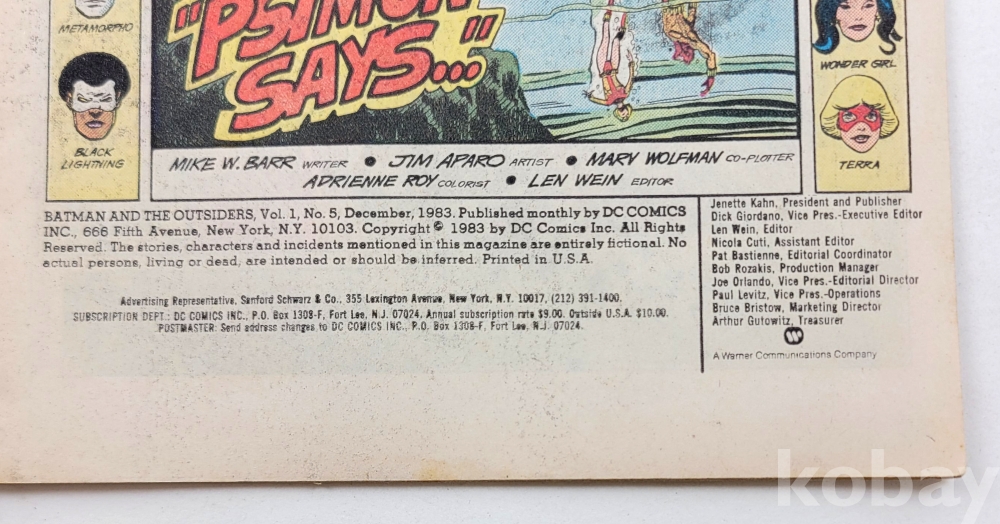 "PSIMON
SAYS..."
METAMORPHO
BLACK
LIGHTNING
WONDER GIRL
TERRA
MIKE W. BARR WRITER • JIM APARO ARTIST • MARV WOLFMAN CO-PLOTTER
ADRIENNE ROY COLORIST • LEN WEIN EDITOR
BATMAN AND THE OUTSIDERS, Vol. 1, No. 5, December, 1983. Published monthly by DC COMICS
INC., 666 Fifth Avenue, New York, N.Y. 10103. Copyright © 1983 by DC Comics Inc. All Rights
Reserved. The stories, characters and incidents mentioned in this magazine are entirely fictional. No
actual persons, living or dead, are intended or should be inferred. Printed in U.S.A.
Advertising Representative, Sanford Schwarz & Co., 355 Lexington Avenue, New York, N.Y. 10017, (212) 391-1400.
SUBSCRIPTION DEPT.: DC COMICS INC., P.O. Box 1308-F, Fort Lee, N.J. 07024. Annual subscription rate $9.00. Outside U.S.A. $10.00.
POSTMASTER: Send address changes to DC COMICS INC., P.O. Box 1308-F, Fort Lee, N.J. 07024.
Jenette Kahn, President and Publisher
Dick Giordano, Vice Pres.-Executive Editor
Len Wein, Editor
Nicola Cuti, Assistant Editor
Pat Bastienne, Editorial Coordinator
Bob Rozakis, Production Manager
Joe Orlando, Vice Pres.-Editorial Director
Paul Levitz, Vice Pres.-Operations
Bruce Bristow, Marketing Director
Arthur Gutowitz, Treasurer
A Warner Communications Company
kobay